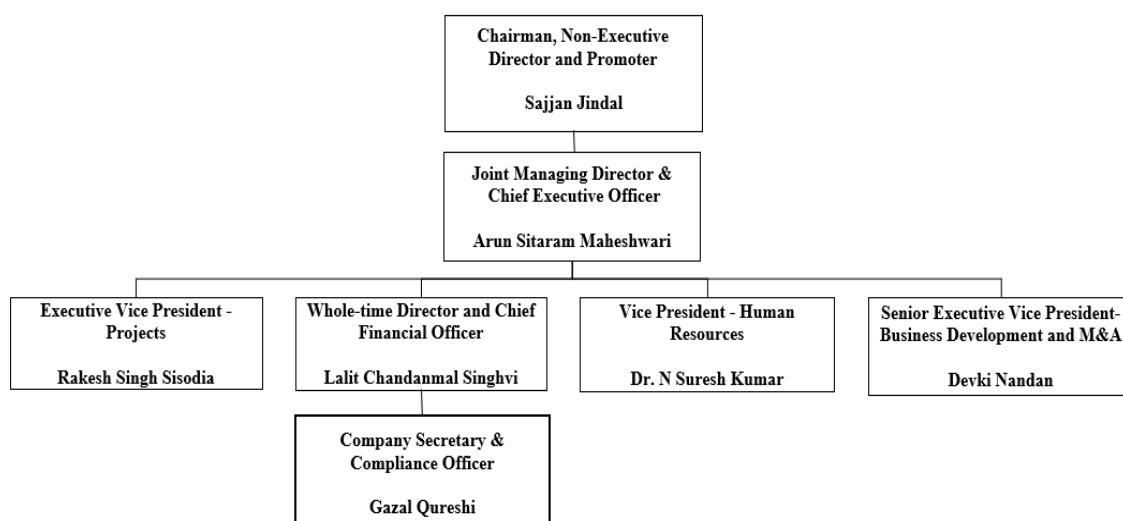 Chairman, Non-Executive
Director and Promoter
Sajjan Jindal
Joint Managing Director &
Chief Executive Officer
Arun Sitaram Maheshwari
Executive Vice President -
Projects
Rakesh Singh Sisodia
Whole-time Director and Chief
Financial Officer
Lalit Chandanmal Singhvi
Vice President - Human
Resources
Dr. N Suresh Kumar
Senior Executive Vice President-
Business Development and M&A
Devki Nandan
Company Secretary &
Compliance Officer
Gazal Qureshi